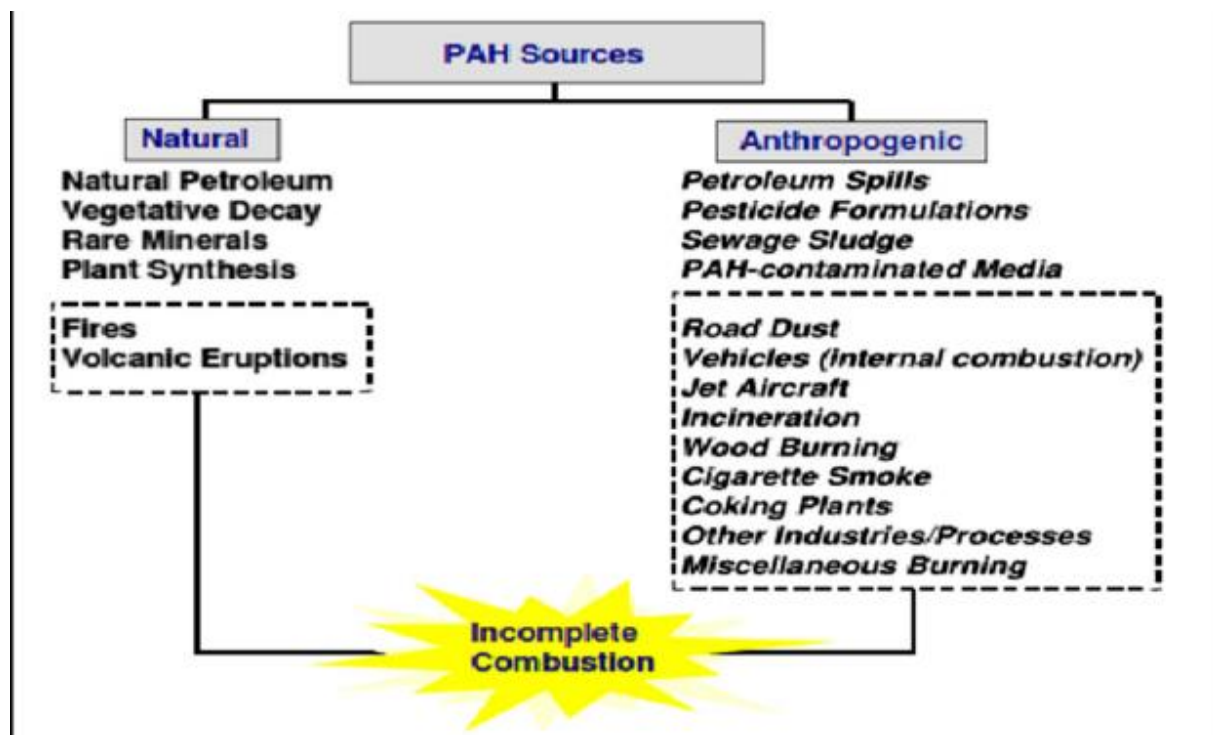 PAH Sources
Natural
Natural Petroleum
Vegetative Decay
Rare Minerals
Plant Synthesis
Fires
Volcanic Eruptions
Anthropogenic
Petroleum Spills
Pesticide Formulations
Sewage Sludge
PAH-contaminated Media
Road Dust
Vehicles (internal combustion)
Jet Aircraft
Incineration
Wood Burning
Cigarette Smoke
Coking Plants
Other Industries/Processes
Miscellaneous Burning
Incomplete
Combustion